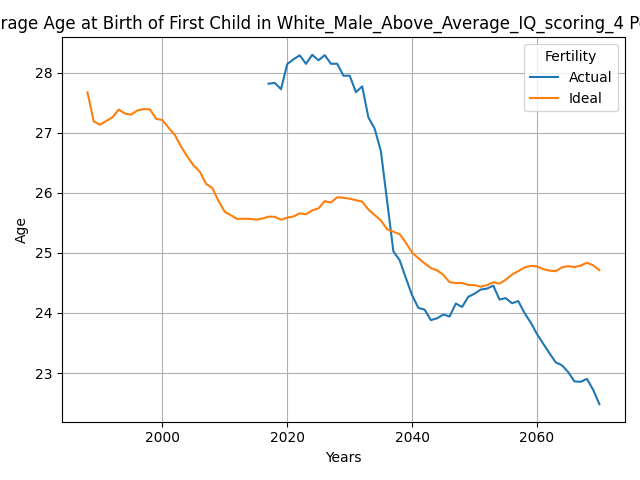 rage Age at Birth of First Child in White_Male_Above_Average_IQ_scoring_4 P
Fertility
Actual
Ideal
28
27
26
25
24
23
Age
2000
2020
2040
2060
Years